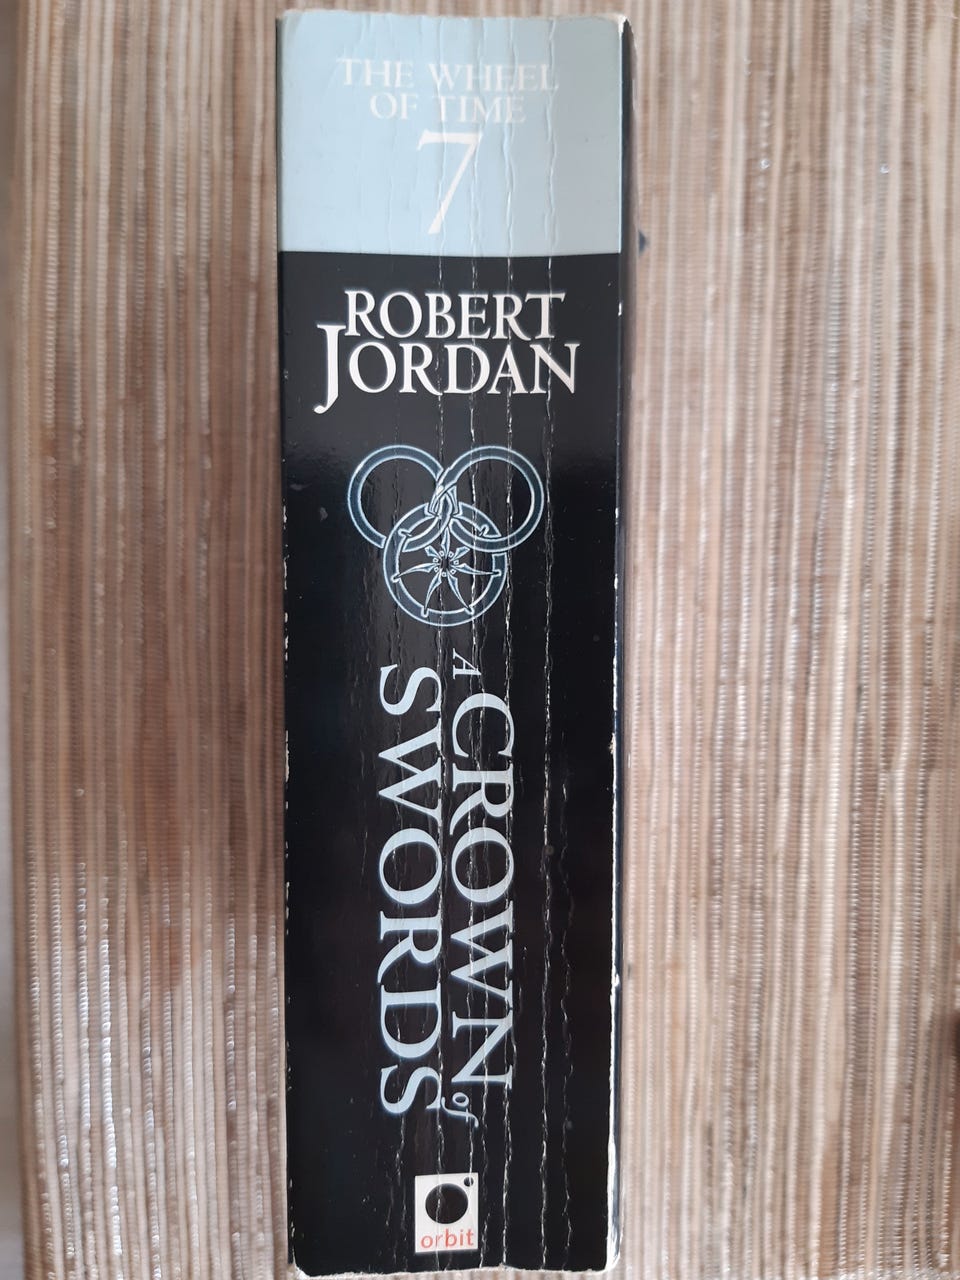 THE WHEEL
OF TIME
7
ROBERT
JORDAN
A CROWN of
SWORDS
orbit